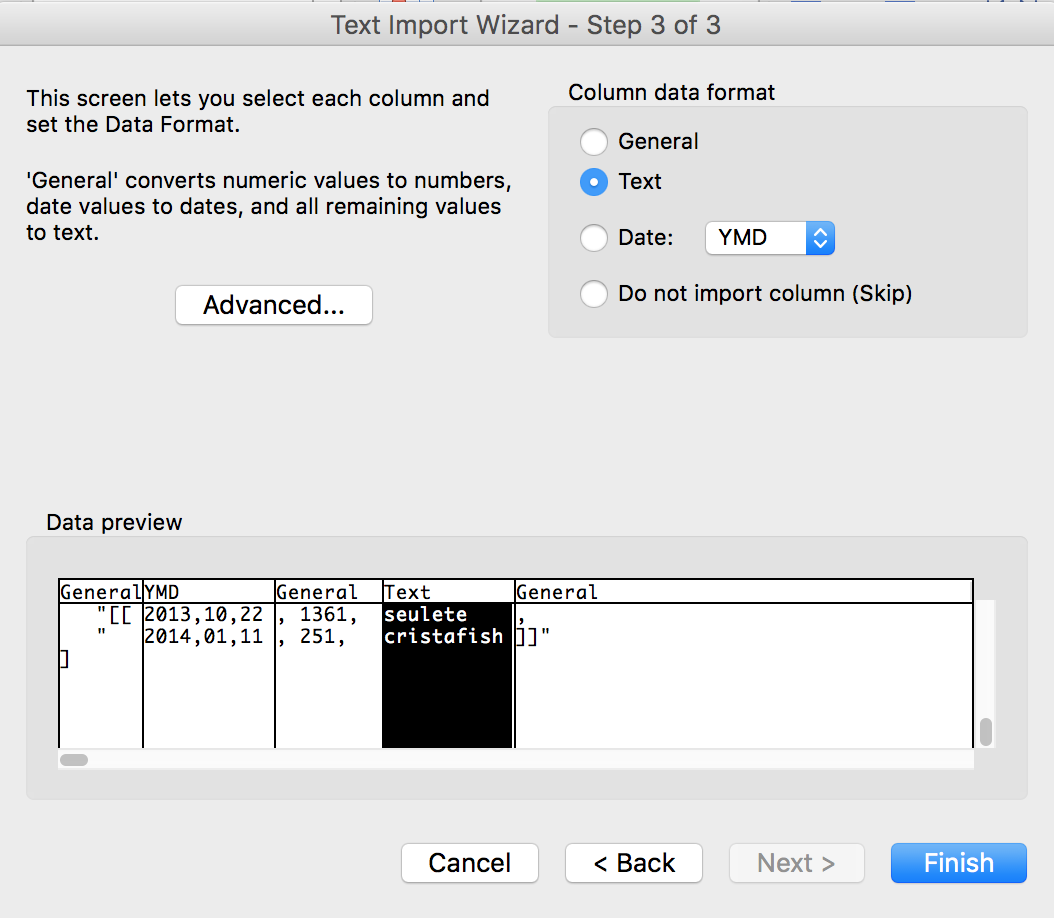 Text Import Wizard - Step 3 of 3
This screen lets you select each column and
set the Data Format.
'General' converts numeric values to numbers,
date values to dates, and all remaining values
to text.
Advanced...
Column data format
General
Text
Date: YMD
Do not import column (Skip)
Data preview
General YMD General Text General
"[[ 2013,10,22 , 1361, seulete ,
" 2014,01,11 , 251, cristafish ]]"
]
Cancel < Back Next > Finish